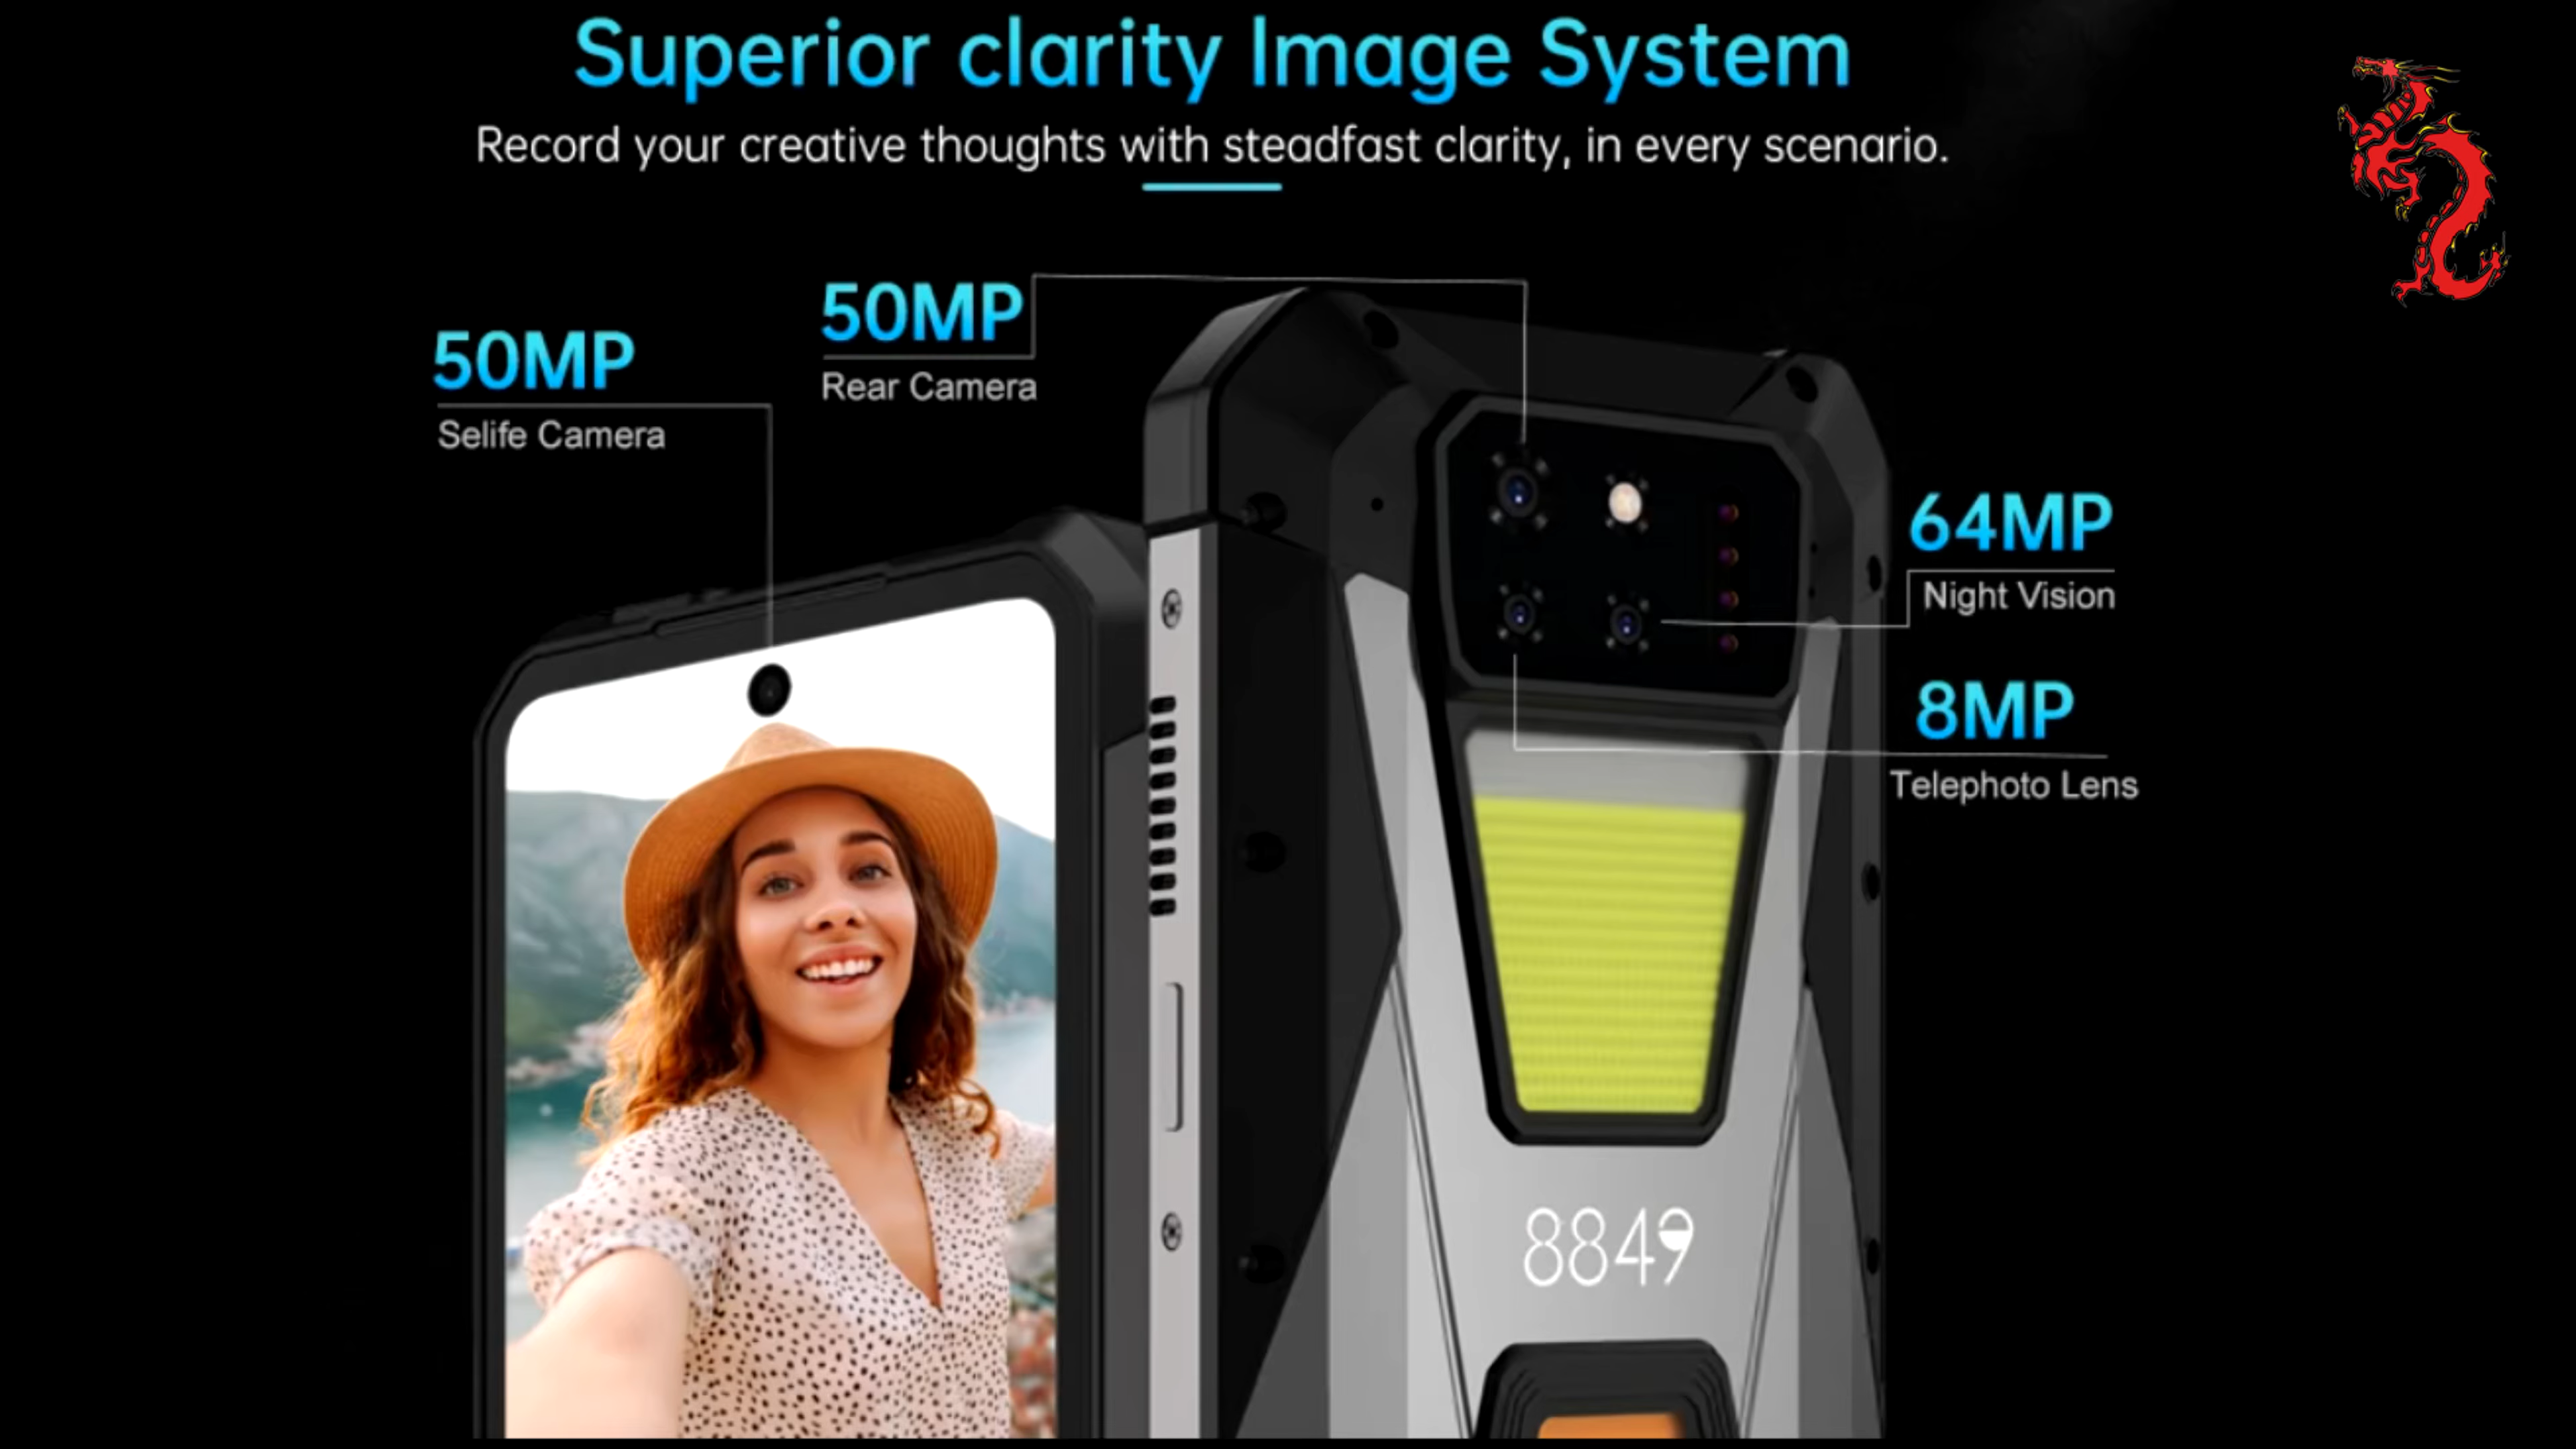 Superior clarity Image System
Record your creative thoughts with steadfast clarity, in every scenario.
50MP
Rear Camera
50MP
Selife Camera
64MP
Night Vision
8MP
Telephoto Lens
8849